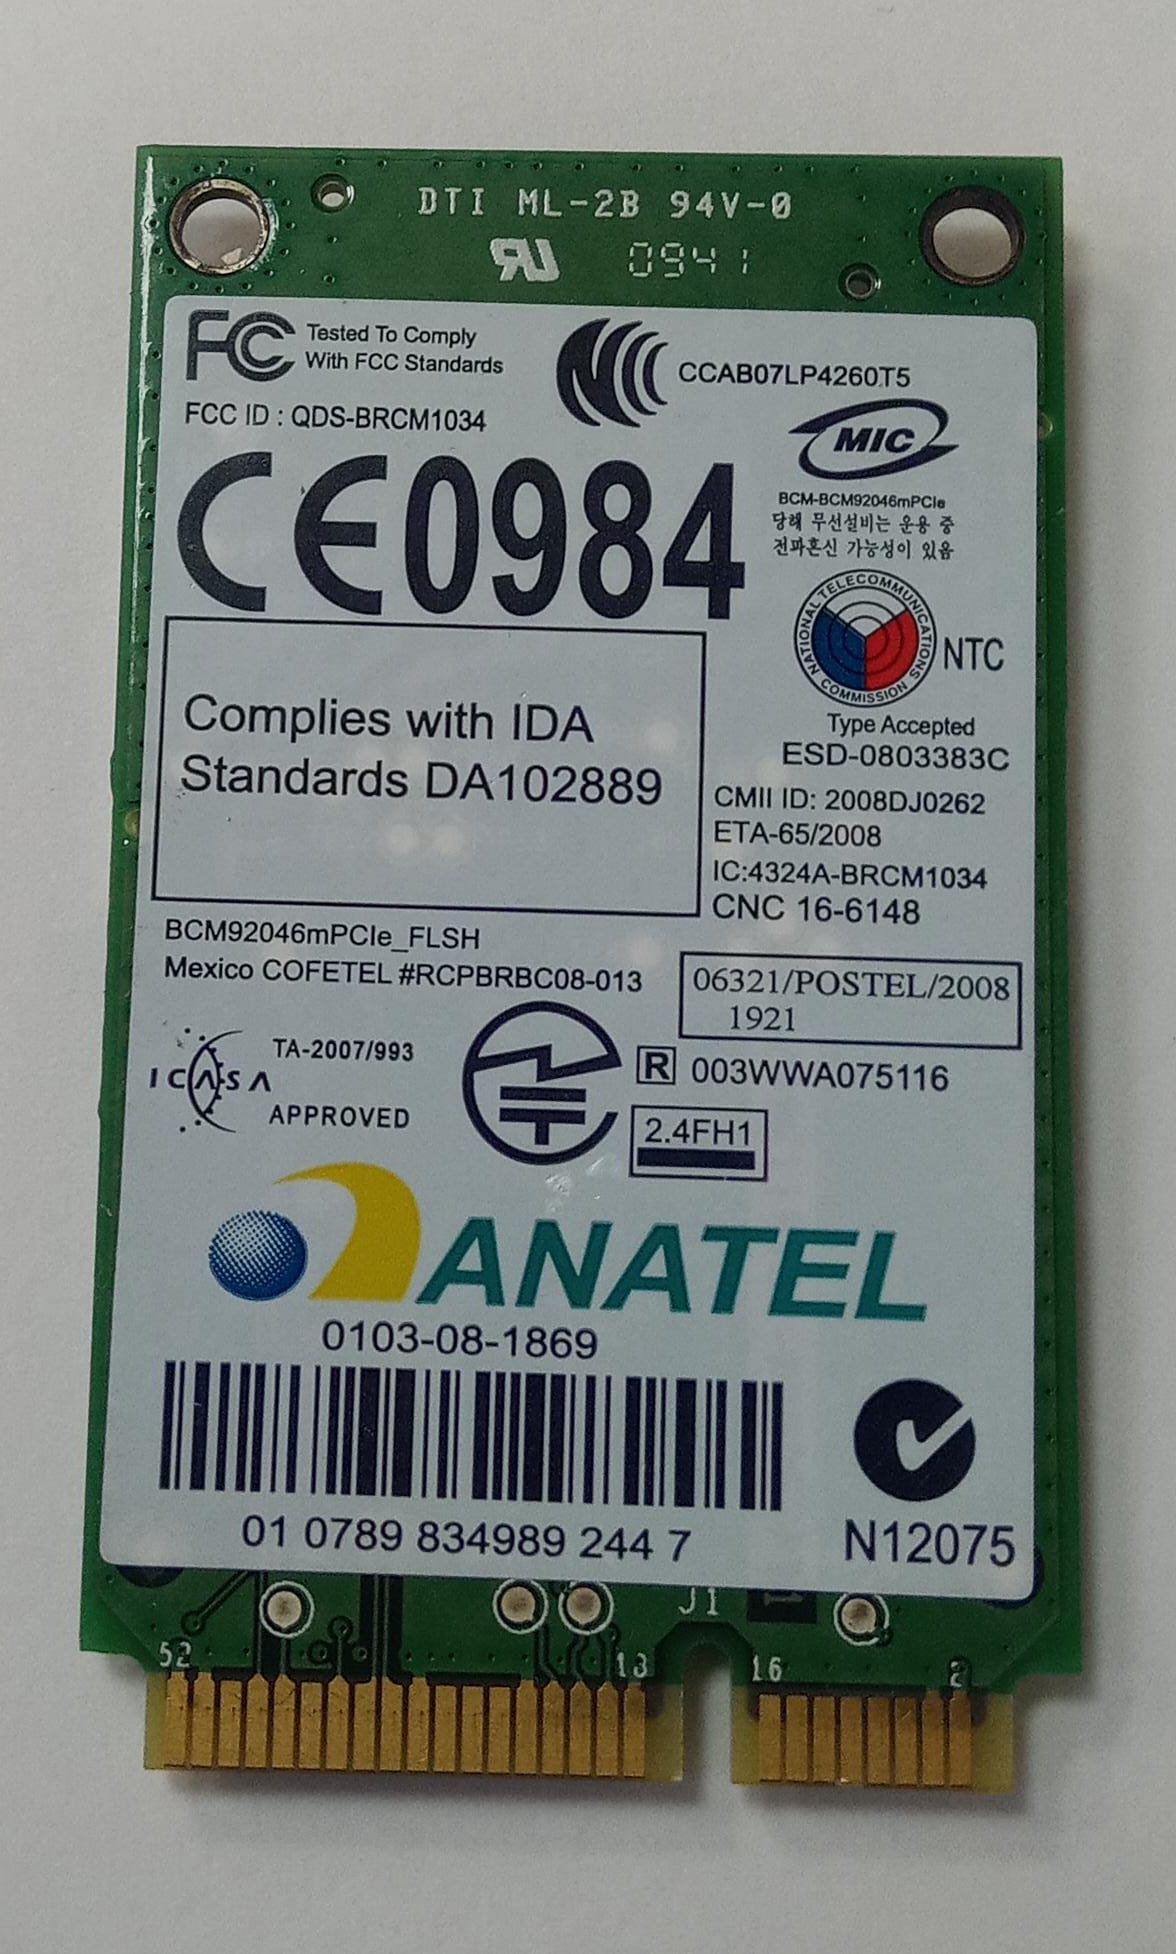 DTI ML-2B 94V-0
0941
FC Tested To Comply
With FCC Standards
FCC ID : QDS-BRCM1034
CCAB07LP4260T5
MIC
BCM-BCM92046mPCIe
당해 무선설비는 운용 중
전파혼신 가능성이 있음
CE0984
NATIONAL TELECOMMUNICATIONS COMMISSION
NTC
Type Accepted
ESD-0803383C
Complies with IDA
Standards DA102889
CMII ID: 2008DJ0262
ETA-65/2008
IC:4324A-BRCM1034
CNC 16-6148
BCM92046mPCIe_FLSH
Mexico COFETEL #RCPBRBC08-013
06321/POSTEL/2008
1921
ICASA
TA-2007/993
APPROVED
R 003WWA075116
2.4FH1
ANATEL
0103-08-1869
01 0789 834989 244 7
N12075
J1
52 18 16 2